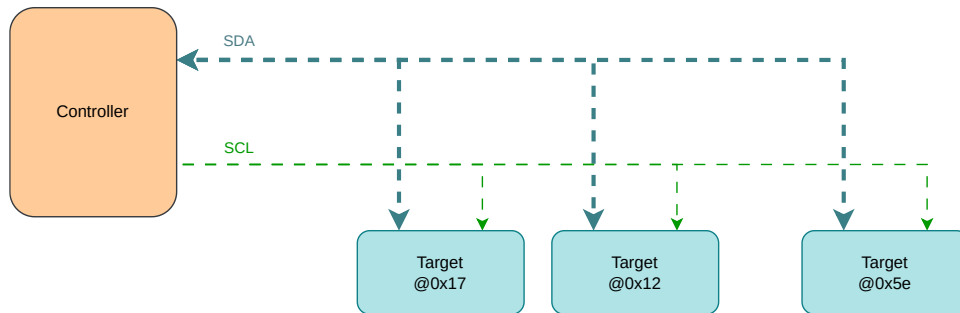 SDA
Controller
SCL
Target
@0x17
Target
@0x12
Target
@0x5e